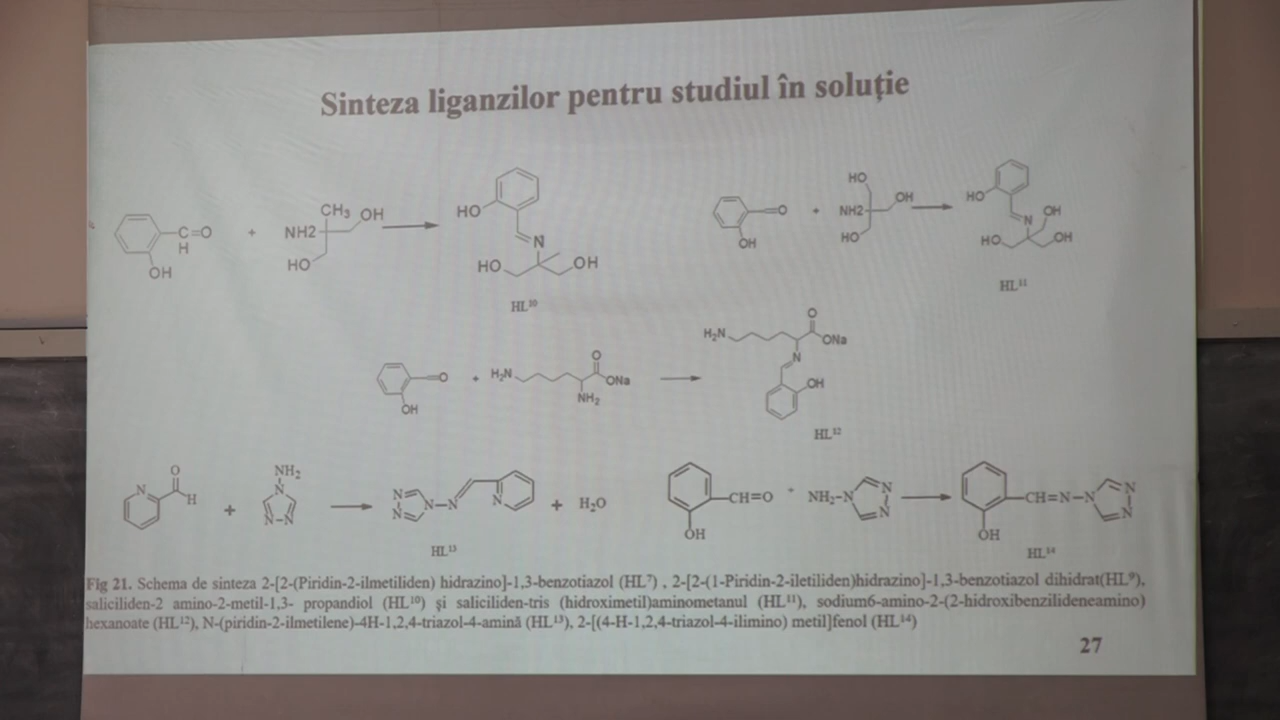 Sinteza liganzilor pentru studiul în soluție
C=O
H
OH
+
NH2
CH₃
OH
HO
HO
N
HO
OH
HL¹⁰
O
OH
+
HO
NH2
OH
HO
HO
N
OH
HO
OH
HL¹¹
O
OH
+
H₂N
O
ONa
NH₂
H₂N
O
ONa
N
OH
HL¹²
N
O
H
+
NH₂
N
N-N
N
N
N-N
N
+ H₂O
HL¹³
CH=O
OH
+
NH₂-N
N
N
CH=N-N
N
N
OH
HL¹⁴
Fig 21. Schema de sinteza 2-[2-(Piridin-2-ilmetiliden) hidrazino]-1,3-benzotiazol (HL⁷) , 2-[2-(1-Piridin-2-iletiliden)hidrazino]-1,3-benzotiazol dihidrat(HL⁹),
saliciliden-2 amino-2-metil-1,3- propandiol (HL¹⁰) și saliciliden-tris (hidroximetil)aminometanul (HL¹¹), sodium6-amino-2-(2-hidroxibenzilideneamino)
hexanoate (HL¹²), N-(piridin-2-ilmetilene)-4H-1,2,4-triazol-4-amină (HL¹³), 2-[(4-H-1,2,4-triazol-4-ilimino) metil]fenol (HL¹⁴)
27